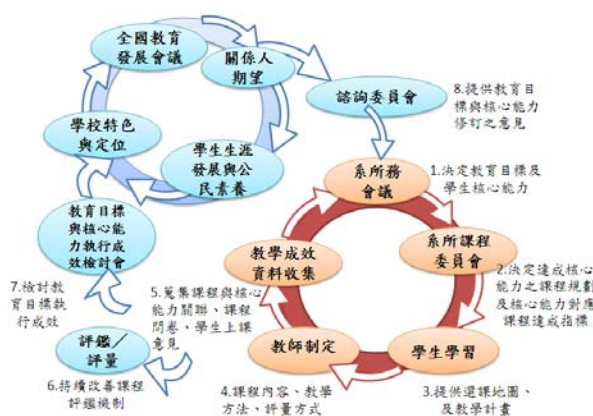 全國教育
發展會議
關係人
期望
諮詢委員會
8.提供教育目
標與核心能力
修訂之意見
學校特色
與定位
學生生涯
發展與公
民素養
系所務
會議
1.決定教育目標及
學生核心能力
教育目標
與核心能
力執行成
效檢討會
教學成效
資料收集
系所課程
委員會
7.檢討教
育目標執
行成效
5.蒐集課程與核心
能力關聯、課程
問卷、學生上課
意見
2.決定達成核心
能力之課程規劃
及核心能力對應
課程達成指標
評鑑／
評量
教師制定
學生學習
6.持續改善課程
評鑑機制
4.課程內容、教學
方法、評量方式
3.提供選課地圖、
及教學計畫